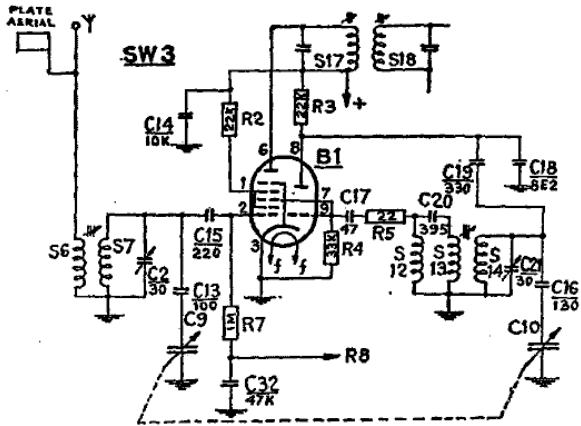 PLATE
AERIAL
SW3
S17
S18
+
C14
10K
22K
R2
22K
R3
6
8
B1
1
2
7
9
3
f
f
C19
330
C18
8E2
C17
47
22
R5
C20
395
33K
R4
S6
S7
C2
30
C15
220
C13
100
C9
1M
R7
R8
C32
47K
S
12
S
13
S
14
C21
30
C16
130
C10